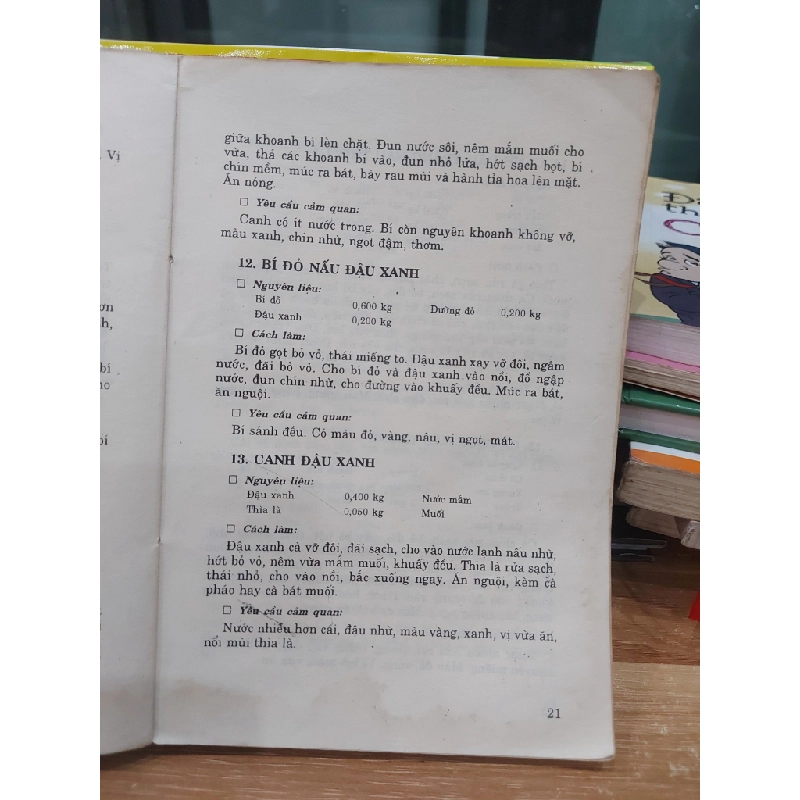 giữa khoanh bí lèn chặt. Đun nước sôi, nêm mắm muối cho
vừa, thả các khoanh bí vào, đun nhỏ lửa, hớt sạch bọt, bí
chín mềm, múc ra bát, bày rau mùi và hành tỉa hoa lên mặt.
Ăn nóng.
□ Yêu cầu cảm quan:
Canh có ít nước trong. Bí còn nguyên khoanh không vỡ,
màu xanh, chín nhừ, ngọt đậm, thơm.
12. BÍ ĐỎ NẤU ĐẬU XANH
□ Nguyên liệu:
Bí đỏ 0,600 kg Đường đỏ 0,200 kg
Đậu xanh 0,200 kg
□ Cách làm:
Bí đỏ gọt bỏ vỏ, thái miếng to. Đậu xanh xay vỡ đôi, ngâm
nước, đãi bỏ vỏ. Cho bí đỏ và đậu xanh vào nồi, đổ ngập
nước, đun chín nhừ, cho đường vào khuấy đều. Múc ra bát,
ăn nguội.
□ Yêu cầu cảm quan:
Bí sánh đều. Có màu đỏ, vàng, nâu, vị ngọt, mát.
13. CANH ĐẬU XANH
□ Nguyên liệu:
Đậu xanh 0,400 kg Nước mắm
Thìa là 0,050 kg Muối
□ Cách làm:
Đậu xanh cà vỡ đôi, đãi sạch, cho vào nước lạnh nấu nhừ,
hớt bỏ vỏ, nêm vừa mắm muối, khuấy đều. Thìa là rửa sạch,
thái nhỏ, cho vào nồi, bắc xuống ngay. Ăn nguội, kèm cà
pháo hay cà bát muối.
□ Yêu cầu cảm quan:
Nước nhiều hơn cái, đậu nhừ, màu vàng, xanh, vị vừa ăn,
nổi mùi thìa là.
21
Vị